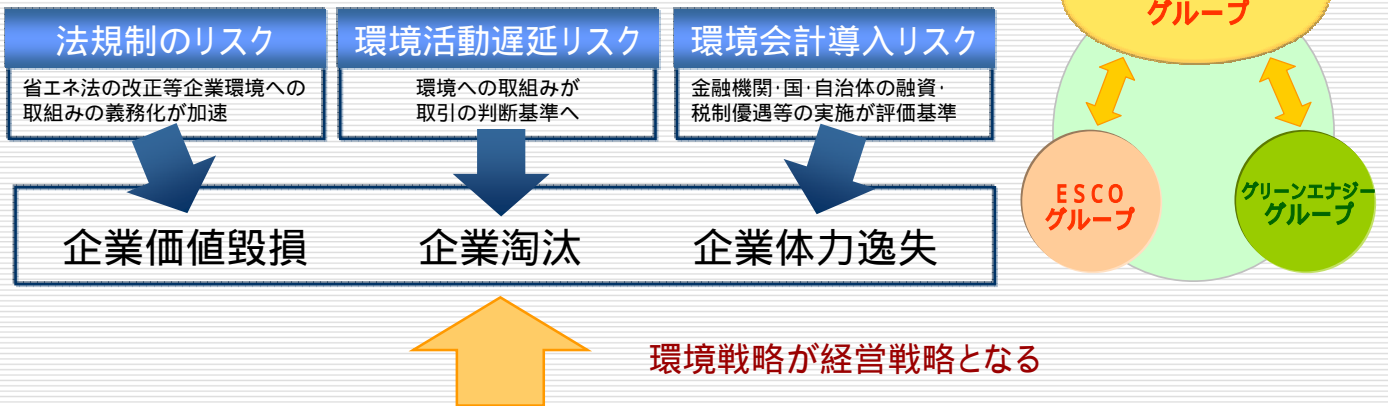 グループ
法規制のリスク
環境活動遅延リスク
環境会計導入リスク
省エネ法の改正等企業環境への
取組みの義務化が加速
環境への取組みが
取引の判断基準へ
金融機関・国・自治体の融資・
税制優遇等の実施が評価基準
ESCO
グループ
グリーンエナジー
グループ
企業価値毀損
企業淘汰
企業体力逸失
環境戦略が経営戦略となる